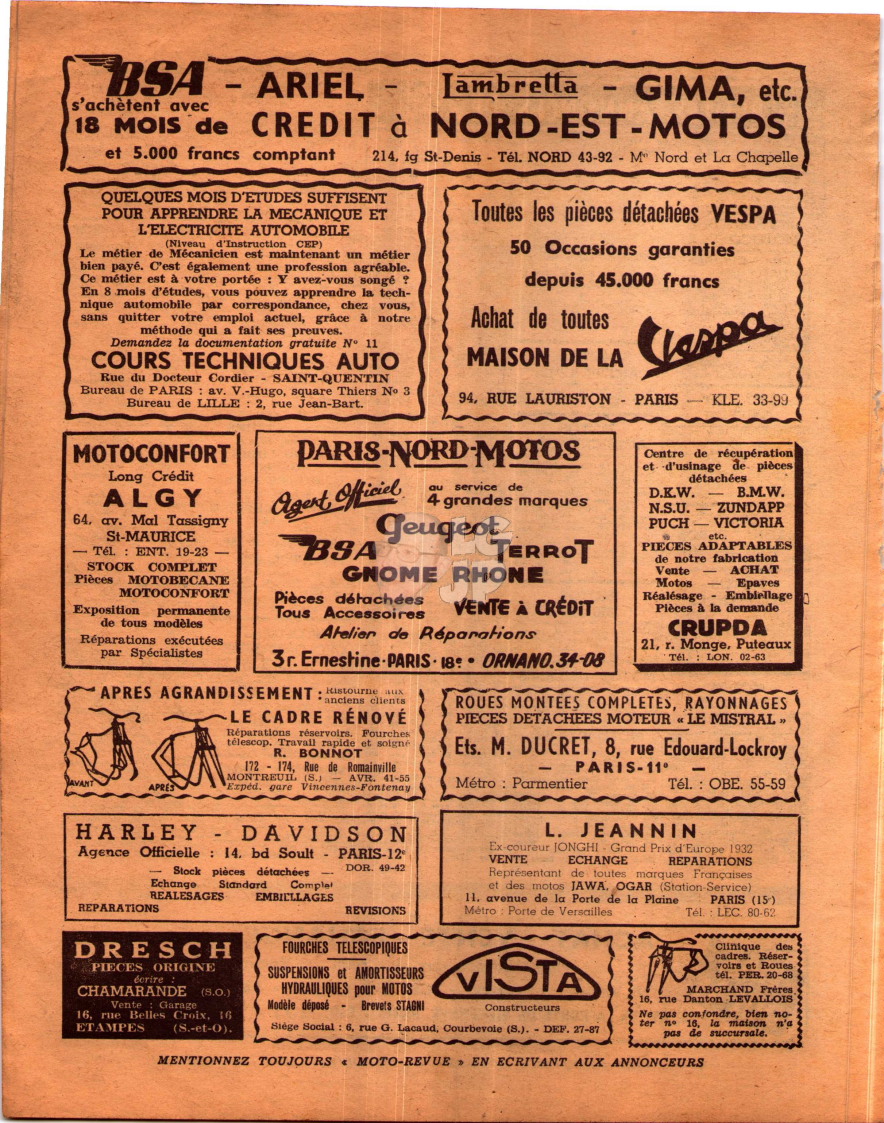 BSA - ARIEL - Lambretta - GIMA, etc.
s'achètent avec
18 MOIS de CREDIT à NORD-EST-MOTOS
et 5.000 francs comptant 214, fg St-Denis - Tél. NORD 43-92 - Mº Nord et La Chapelle
QUELQUES MOIS D'ETUDES SUFFISENT
POUR APPRENDRE LA MECANIQUE ET
L'ELECTRICITE AUTOMOBILE
(Niveau d'Instruction CEP)
Le métier de Mécanicien est maintenant un métier
bien payé. C'est également une profession agréable.
Ce métier est à votre portée : Y avez-vous songé ?
En 8 mois d'études, vous pouvez apprendre la tech-
nique automobile par correspondance, chez vous,
sans quitter votre emploi actuel, grâce à notre
méthode qui a fait ses preuves.
Demandez la documentation gratuite Nº 11
COURS TECHNIQUES AUTO
Rue du Docteur Cordier - SAINT-QUENTIN
Bureau de PARIS : av. V.-Hugo, square Thiers Nº 3
Bureau de LILLE : 2, rue Jean-Bart.
Toutes les pièces détachées VESPA
50 Occasions garanties
depuis 45.000 francs
Achat de toutes
MAISON DE LA Vespa
94, RUE LAURISTON - PARIS — KLE. 33-99
MOTOCONFORT
Long Crédit
ALGY
64, av. Mal Tassigny
St-MAURICE
— Tél. : ENT. 19-23 —
STOCK COMPLET
Pièces MOTOBECANE
MOTOCONFORT
Exposition permanente
de tous modèles
Réparations exécutées
par Spécialistes
PARIS-NORD-MOTOS
Agent Officiel au service de
4 grandes marques
Peugeot
BSA TERROT
GNOME RHONE
Pièces détachées
Tous Accessoires VENTE à CRÉDIT
Atelier de Réparations
3 r. Ernestine-PARIS-18e • ORNANO. 34-08
Centre de récupération
et d'usinage de pièces
détachées
D.K.W. — B.M.W.
N.S.U. — ZUNDAPP
PUCH — VICTORIA
etc.
PIECES ADAPTABLES
de notre fabrication
Vente — ACHAT
Motos — Epaves
Réalésage - Embiellage
Pièces à la demande
CRUPDA
21, r. Monge, Puteaux
Tél. : LON. 02-63
APRES AGRANDISSEMENT : Ristourne aux
anciens clients
LE CADRE RÉNOVÉ
Réparations réservoirs. Fourches
télescop. Travail rapide et soigné
R. BONNOT
172 - 174, Rue de Romainville
MONTREUIL (S.) — AVR. 41-55
Expéd. gare Vincennes-Fontenay
AVANT APRÈS
ROUES MONTEES COMPLETES, RAYONNAGES
PIECES DETACHEES MOTEUR « LE MISTRAL »
Ets. M. DUCRET, 8, rue Edouard-Lockroy
— PARIS-11e —
Métro : Parmentier Tél. : OBE. 55-59
HARLEY - DAVIDSON
Agence Officielle : 14, bd Soult - PARIS-12e
— Stock pièces détachées — DOR. 49-42
Echange Standard Complet
REALESAGES EMBIELLAGES
REPARATIONS REVISIONS
L. JEANNIN
Ex-coureur JONGHI - Grand Prix d'Europe 1932
VENTE ECHANGE REPARATIONS
Représentant de toutes marques Françaises
et des motos JAWA, OGAR (Station-Service)
11, avenue de la Porte de la Plaine PARIS (15e)
Métro : Porte de Versailles Tél. : LEC. 80-62
DRESCH
PIECES ORIGINE
écrire :
CHAMARANDE (S.O.)
Vente : Garage
16, rue Belles Croix, 16
ETAMPES (S.-et-O).
FOURCHES TELESCOPIQUES
SUSPENSIONS et AMORTISSEURS
HYDRAULIQUES pour MOTOS
Modèle déposé - Brevets STAGNI
VISTA
Constructeurs
Siège Social : 6, rue G. Lacaud, Courbevoie (S.). - DEF. 27-87
Clinique des
cadres. Réser-
voirs et Roues
tél. PER. 20-68
MARCHAND Frères
16, rue Danton LEVALLOIS
Ne pas confondre, bien no-
ter nº 16, la maison n'a
pas de succursale.
MENTIONNEZ TOUJOURS « MOTO-REVUE » EN ECRIVANT AUX ANNONCEURS